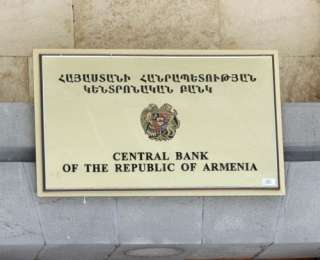 ՀԱՅԱՍՏԱՆԻ ՀԱՆՐԱՊԵՏՈՒԹՅԱՆ
ԿԵՆՏՐՈՆԱԿԱՆ ԲԱՆԿ
CENTRAL BANK
OF THE REPUBLIC OF ARMENIA